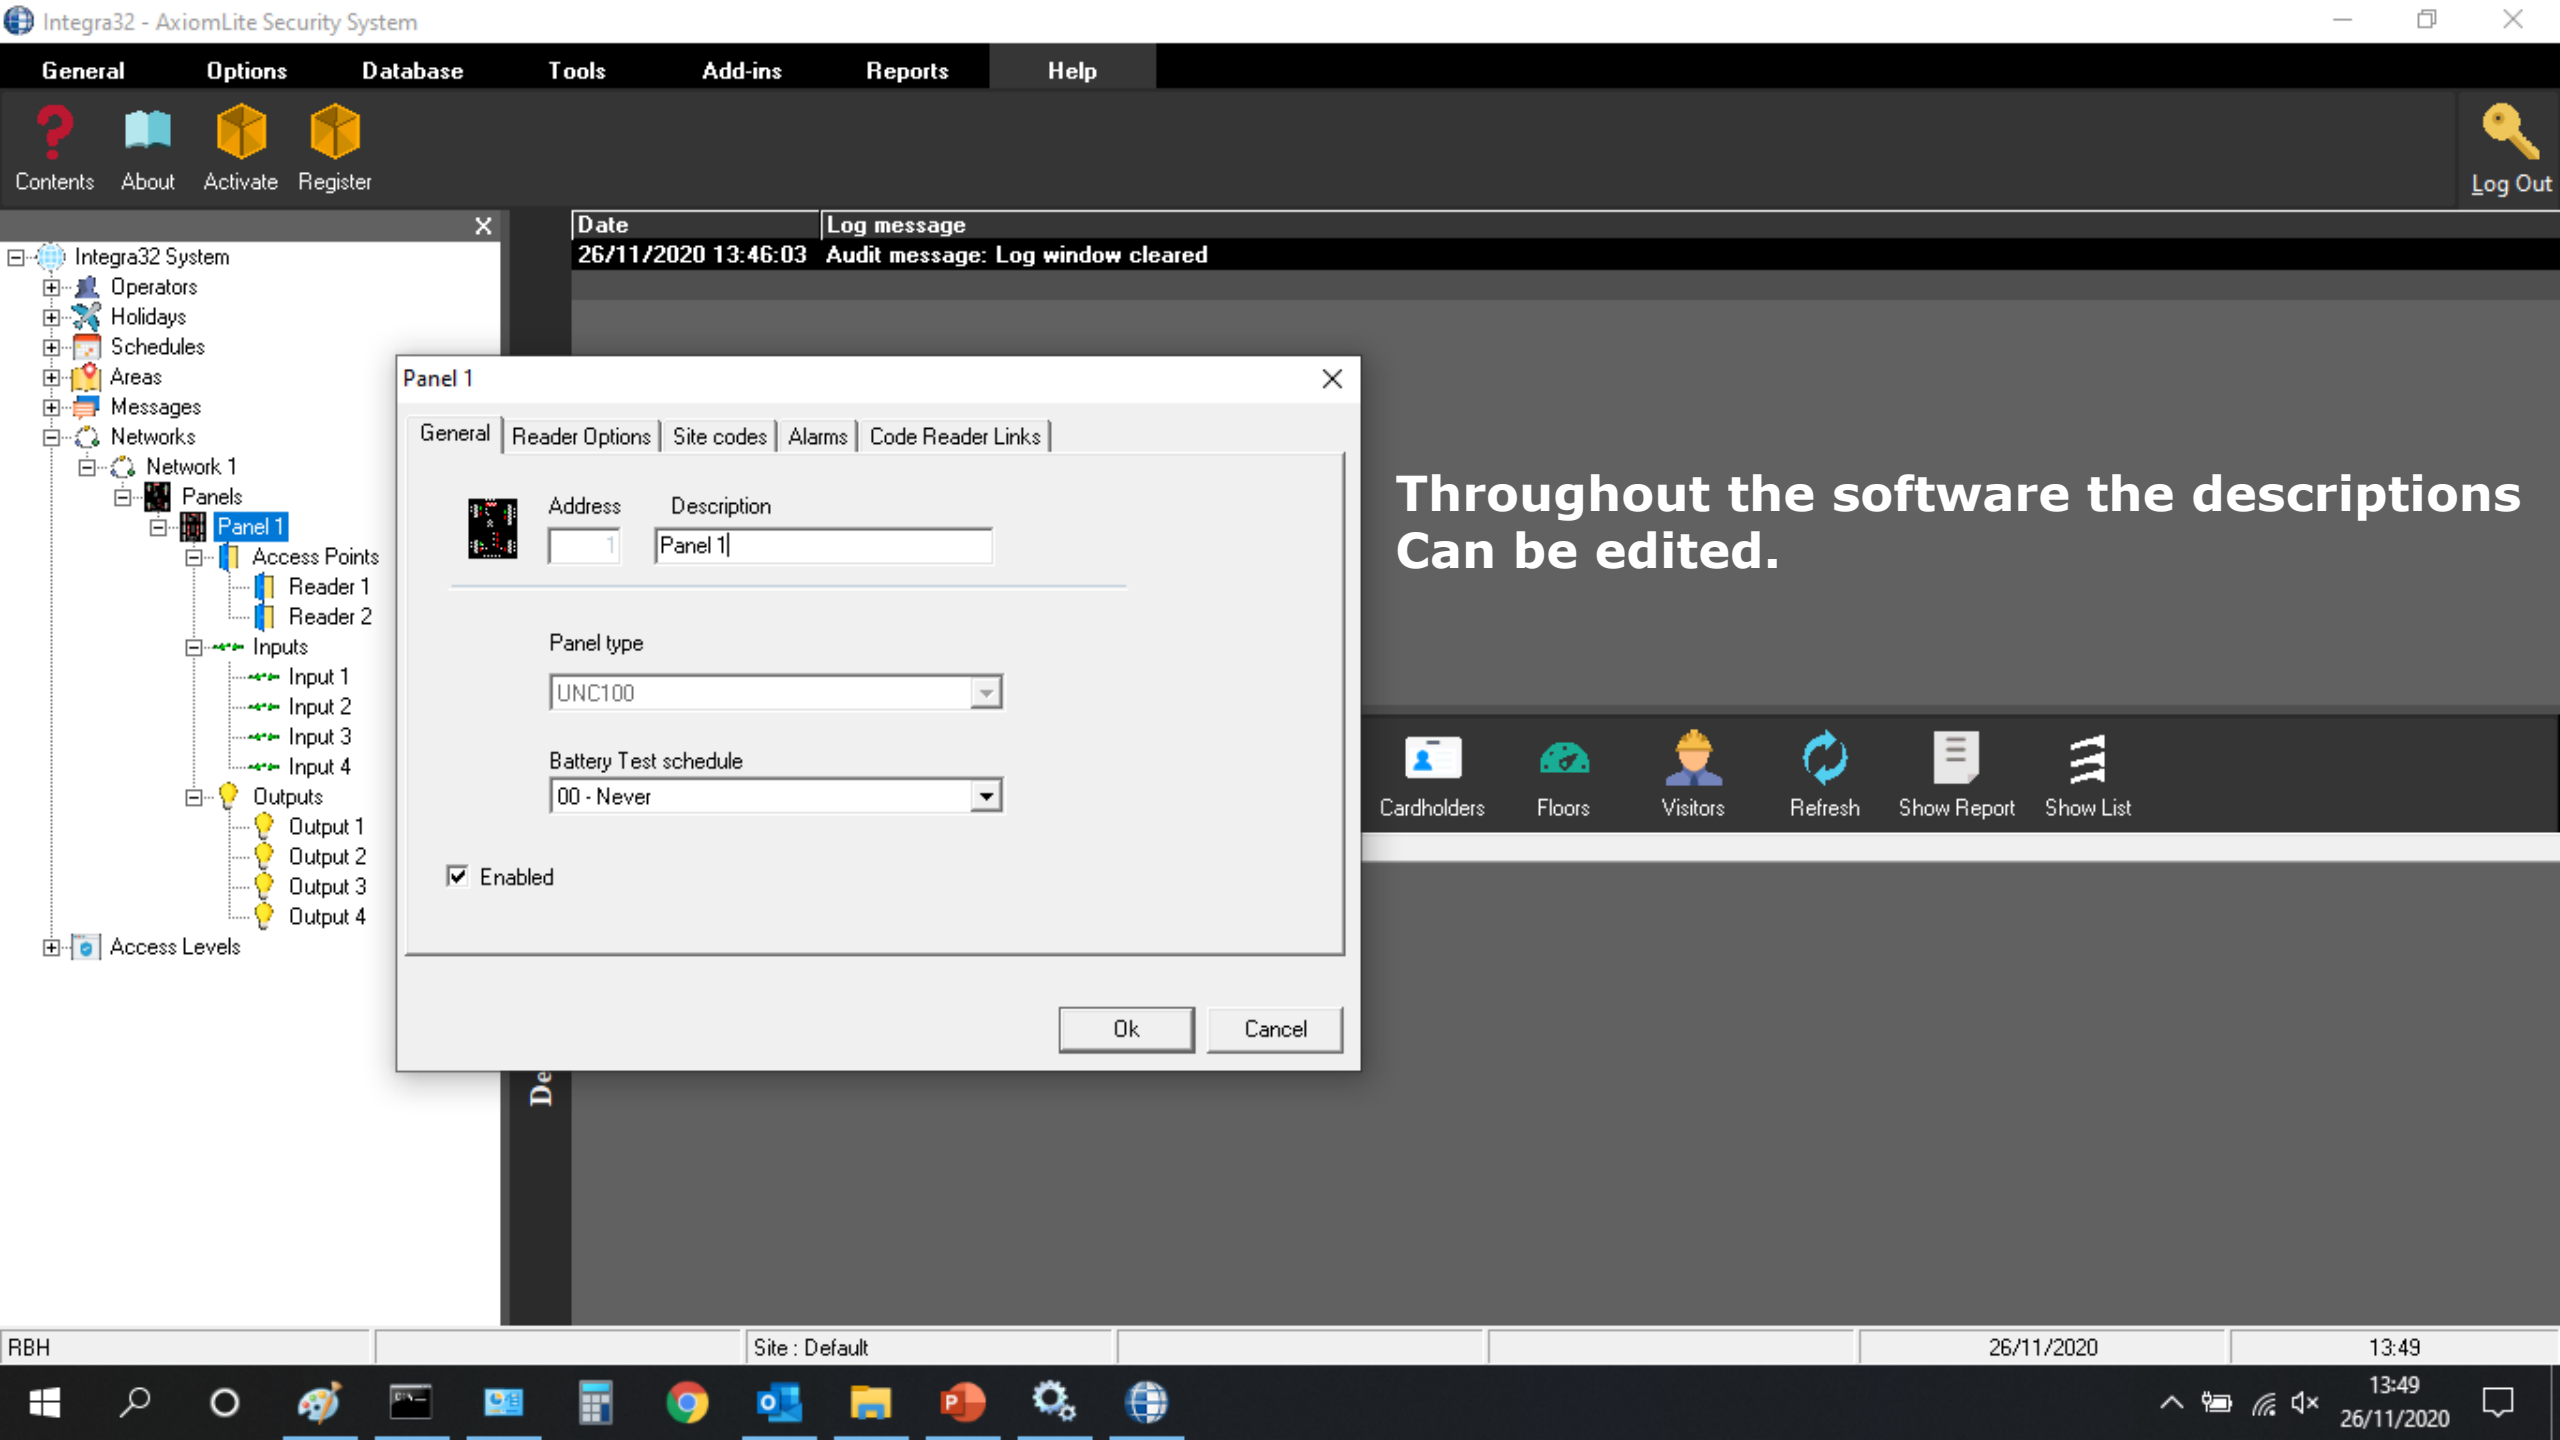 Integra32 - AxiomLite Security System
General Options Database Tools Add-ins Reports Help
Contents About Activate Register Log Out
Date Log message
26/11/2020 13:46:03 Audit message: Log window cleared
Integra32 System
Operators
Holidays
Schedules
Areas
Messages
Networks
Network 1
Panels
Panel 1
Access Points
Reader 1
Reader 2
Inputs
Input 1
Input 2
Input 3
Input 4
Outputs
Output 1
Output 2
Output 3
Output 4
Access Levels
Panel 1
General Reader Options Site codes Alarms Code Reader Links
Address Description
1 Panel 1
Panel type
UNC100
Battery Test schedule
00 - Never
Enabled
Ok Cancel
Throughout the software the descriptions
Can be edited.
Cardholders Floors Visitors Refresh Show Report Show List
RBH Site : Default 26/11/2020 13:49
13:49
26/11/2020